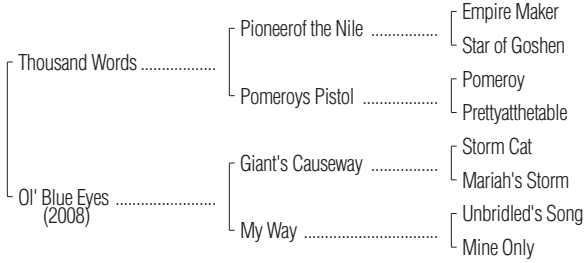 Empire Maker
Pioneerof the Nile ................
Star of Goshen
Thousand Words ..................
Pomeroy
Pomeroys Pistol ..................
Prettyatthetable
Storm Cat
Giant's Causeway ................
Mariah's Storm
Ol' Blue Eyes ........................
(2008)
Unbridled's Song
My Way ................................
Mine Only